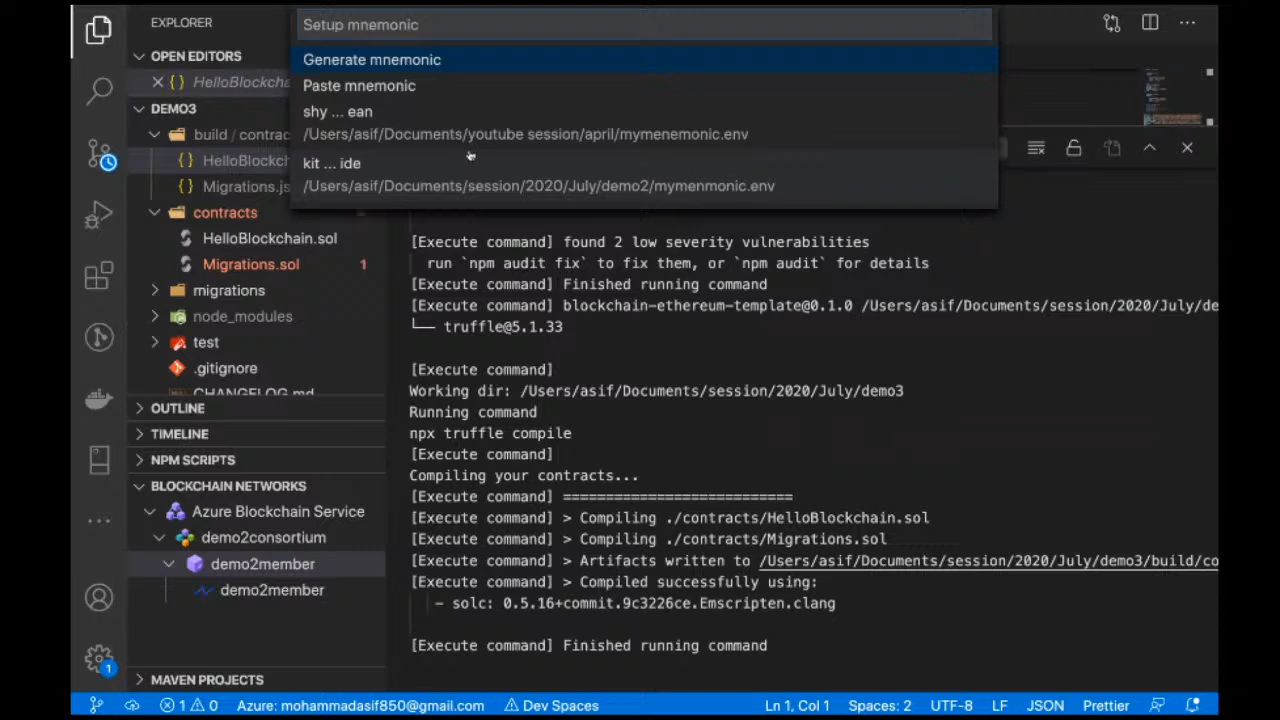 EXPLORER
OPEN EDITORS
HelloBlockcha
DEMO3
build / contrac
HelloBlockch
Migrations.js
contracts
HelloBlockchain.sol
Migrations.sol 1
migrations
node_modules
test
.gitignore
CHANGELOG.md
OUTLINE
TIMELINE
NPM SCRIPTS
BLOCKCHAIN NETWORKS
Azure Blockchain Service
demo2consortium
demo2member
demo2member
MAVEN PROJECTS
1
Setup mnemonic
Generate mnemonic
Paste mnemonic
shy ... ean
/Users/asif/Documents/youtube session/april/mymenemonic.env
kit ... ide
/Users/asif/Documents/session/2020/July/demo2/mymenmonic.env
[Execute command] found 2 low severity vulnerabilities
run `npm audit fix` to fix them, or `npm audit` for details
[Execute command] Finished running command
[Execute command] blockchain-ethereum-template@0.1.0 /Users/asif/Documents/session/2020/July/de
└── truffle@5.1.33
[Execute command]
Working dir: /Users/asif/Documents/session/2020/July/demo3
Running command
npx truffle compile
[Execute command]
Compiling your contracts...
[Execute command] ===========================
[Execute command] > Compiling ./contracts/HelloBlockchain.sol
[Execute command] > Compiling ./contracts/Migrations.sol
[Execute command] > Artifacts written to /Users/asif/Documents/session/2020/July/demo3/build/co
[Execute command] > Compiled successfully using:
- solc: 0.5.16+commit.9c3226ce.Emscripten.clang
[Execute command] Finished running command
1 0 Azure: mohammadasif850@gmail.com Dev Spaces Ln 1, Col 1 Spaces: 2 UTF-8 LF JSON Prettier